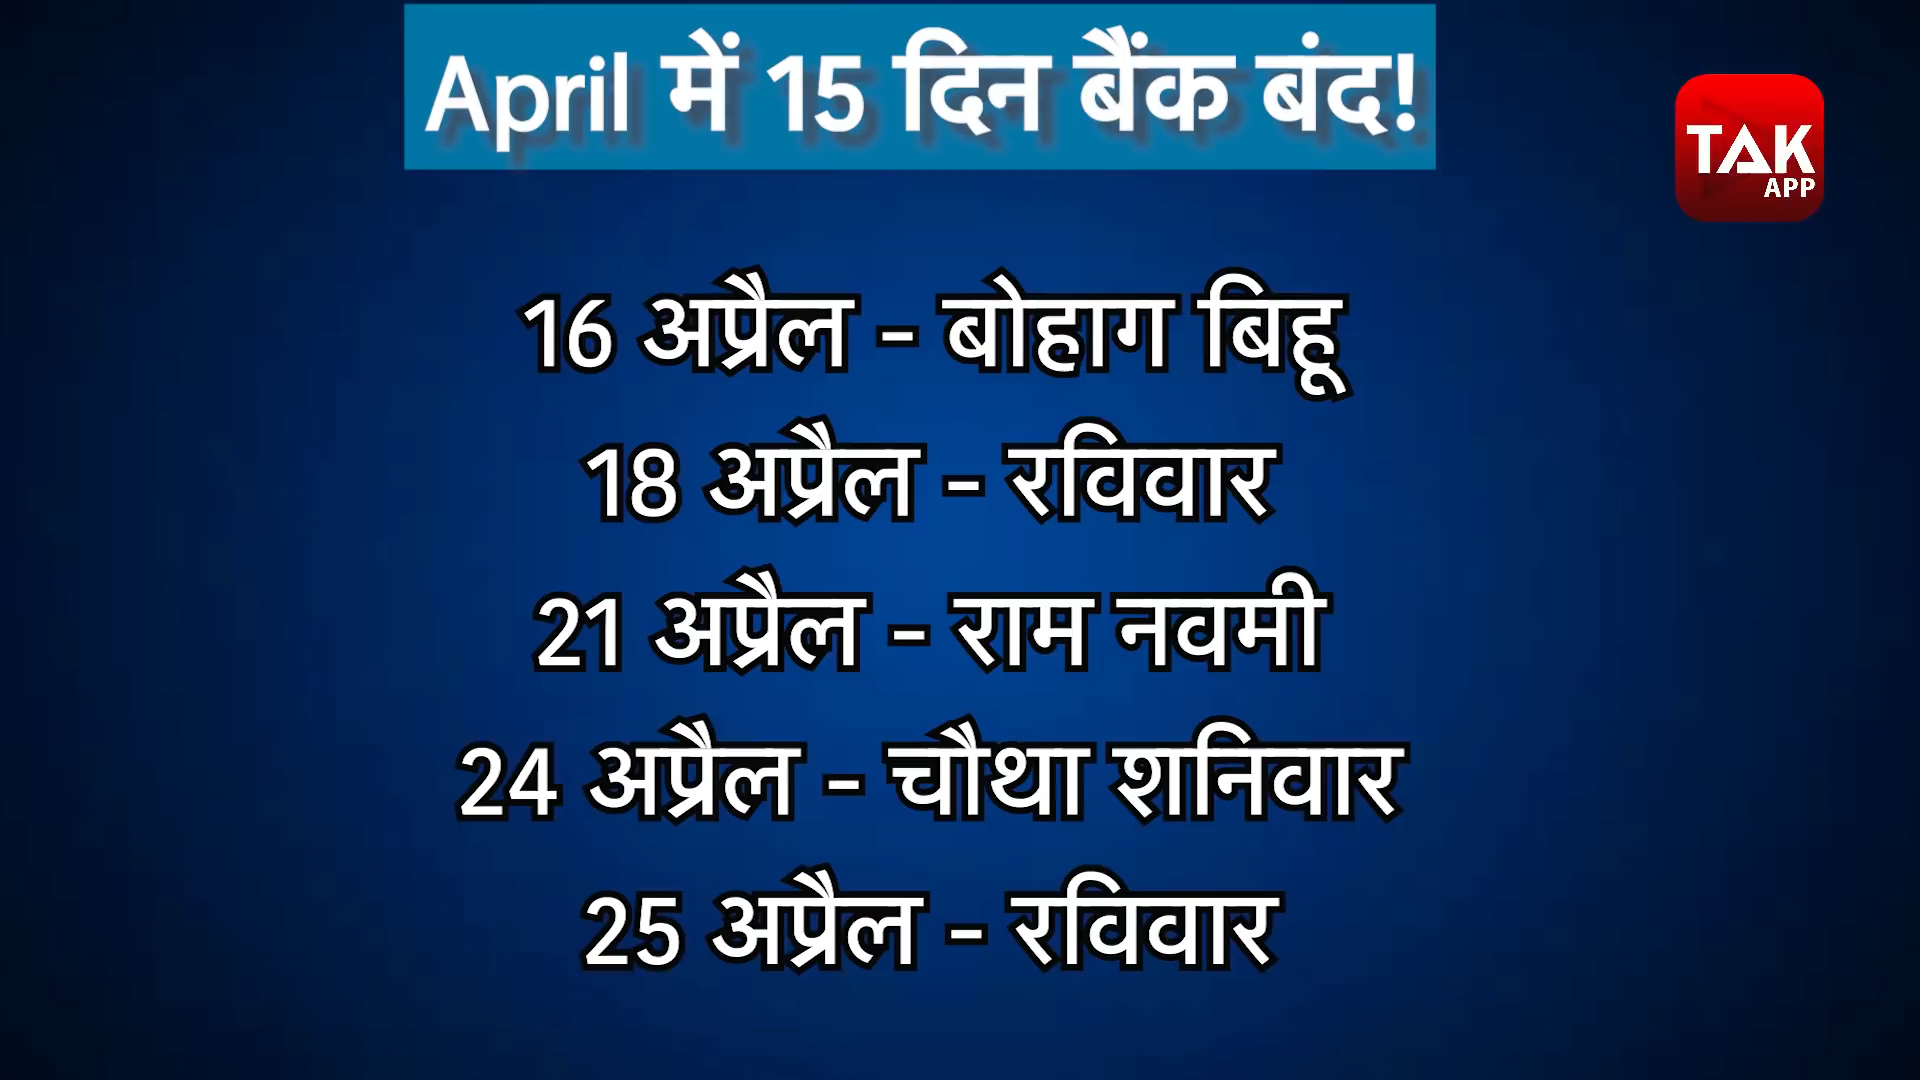 April में 15 दिन बैंक बंद!
TAK
APP
16 अप्रैल - बोहाग बिहू
18 अप्रैल - रविवार
21 अप्रैल - राम नवमी
24 अप्रैल - चौथा शनिवार
25 अप्रैल - रविवार